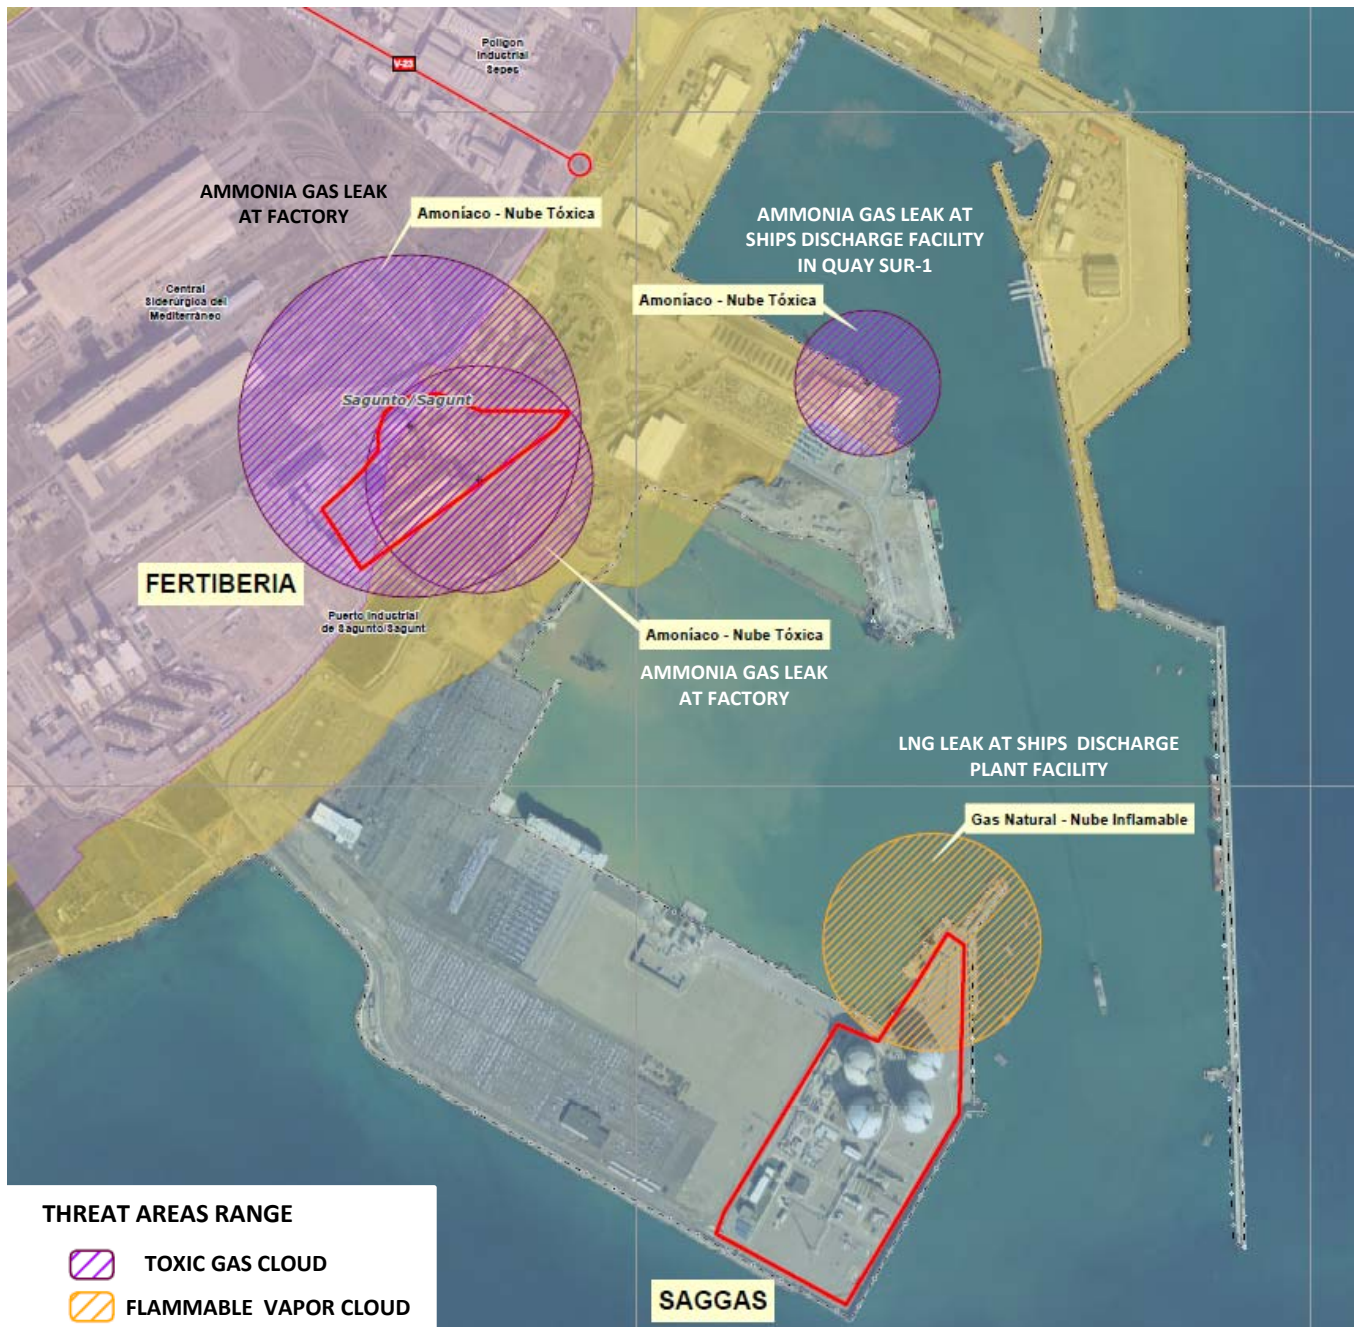 Polígon
Industrial
Sepes
V-23
AMMONIA GAS LEAK
AT FACTORY
Amoníaco - Nube Tóxica
AMMONIA GAS LEAK AT
SHIPS DISCHARGE FACILITY
IN QUAY SUR-1
Amoníaco - Nube Tóxica
Central
Siderúrgica del
Mediterráneo
Sagunto/Sagunt
FERTIBERIA
Puerto Industrial
de Sagunto/Sagunt
Amoníaco - Nube Tóxica
AMMONIA GAS LEAK
AT FACTORY
LNG LEAK AT SHIPS DISCHARGE
PLANT FACILITY
Gas Natural - Nube Inflamable
SAGGAS
THREAT AREAS RANGE
TOXIC GAS CLOUD
FLAMMABLE VAPOR CLOUD